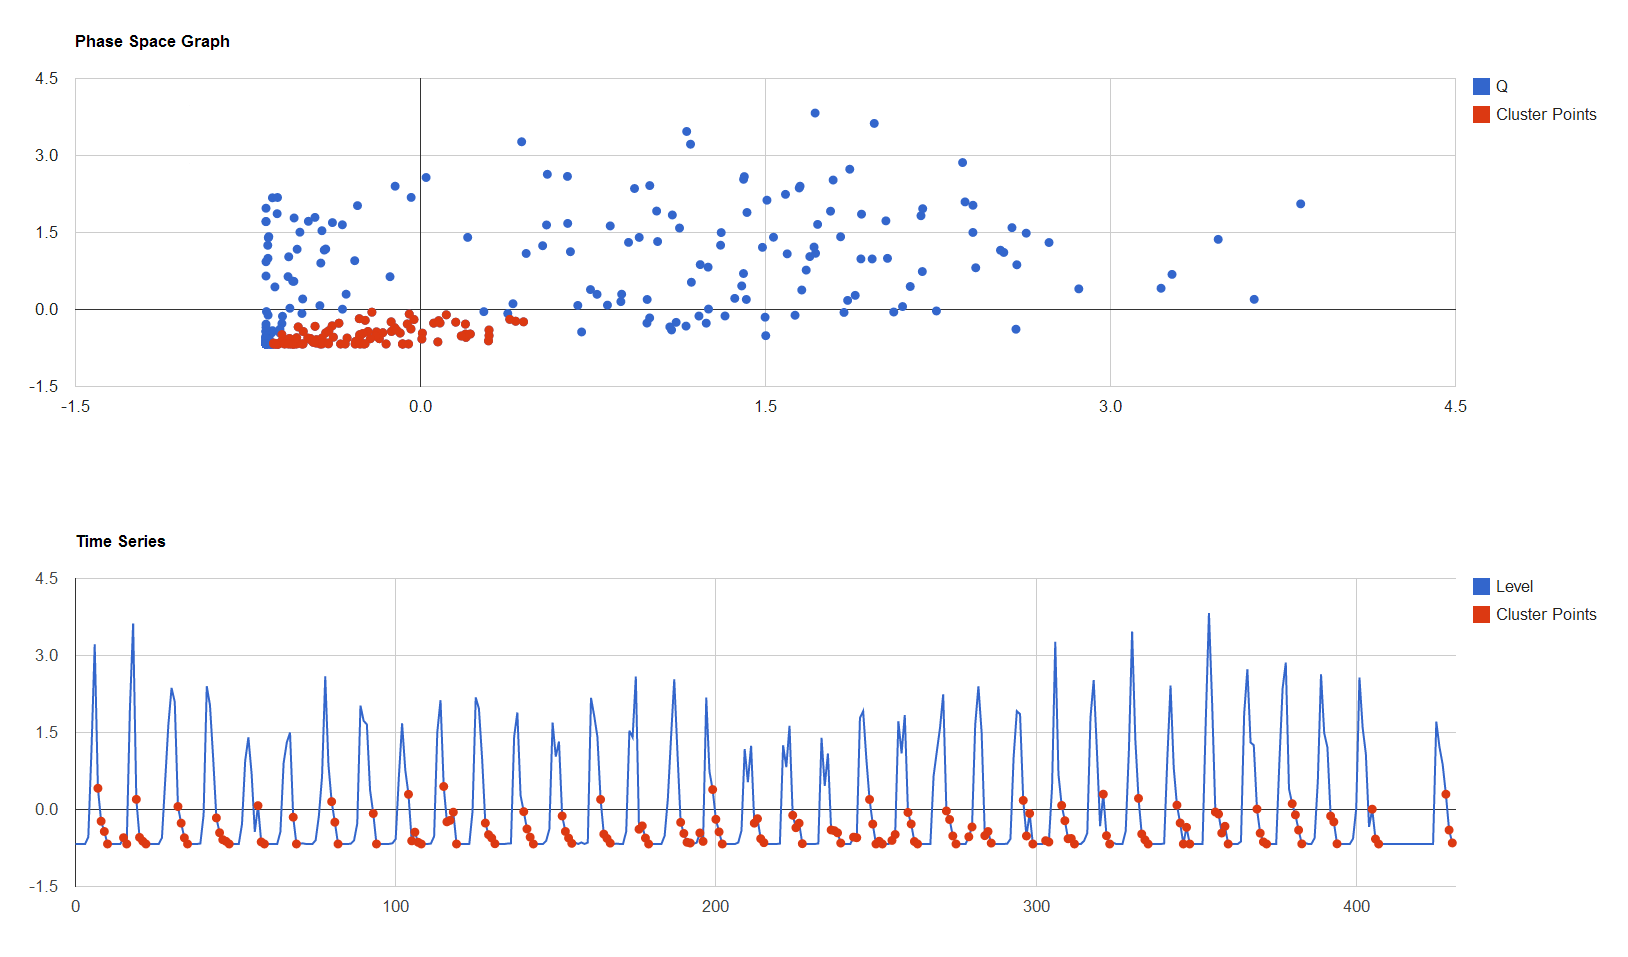 Phase Space Graph
4.5
3.0
1.5
0.0
-1.5
-1.5 0.0 1.5 3.0 4.5
Q
Cluster Points
Time Series
4.5
3.0
1.5
0.0
-1.5
0 100 200 300 400
Level
Cluster Points